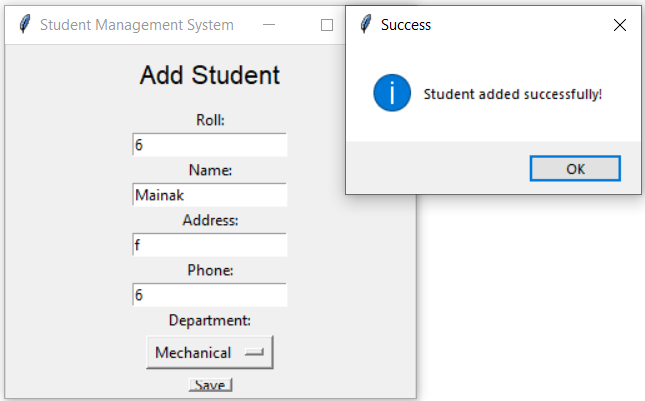 Student Management System
Add Student
Roll:
6
Name:
Mainak
Address:
f
Phone:
6
Department:
Mechanical
Save
Success
Student added successfully!
OK